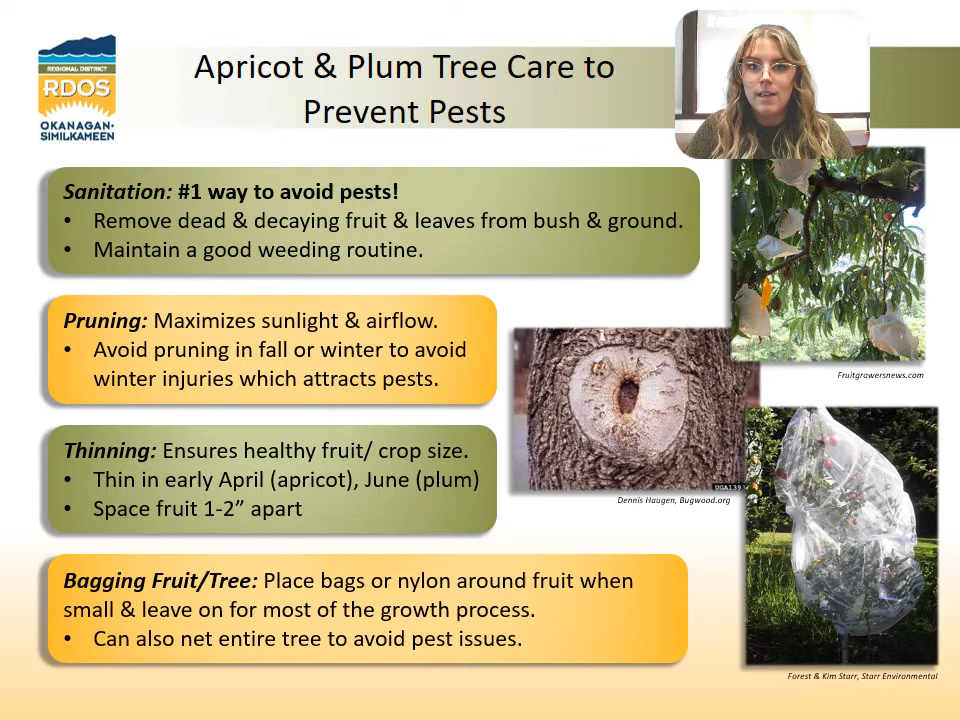 REGIONAL DISTRICT
RDOS
OKANAGAN·
SIMILKAMEEN
Apricot & Plum Tree Care to
Prevent Pests
Sanitation: #1 way to avoid pests!
• Remove dead & decaying fruit & leaves from bush & ground.
• Maintain a good weeding routine.
Pruning: Maximizes sunlight & airflow.
• Avoid pruning in fall or winter to avoid
winter injuries which attracts pests.
Thinning: Ensures healthy fruit/ crop size.
• Thin in early April (apricot), June (plum)
• Space fruit 1-2” apart
Bagging Fruit/Tree: Place bags or nylon around fruit when
small & leave on for most of the growth process.
• Can also net entire tree to avoid pest issues.
Fruitgrowersnews.com
Dennis Haugen, Bugwood.org
Forest & Kim Starr, Starr Environmental